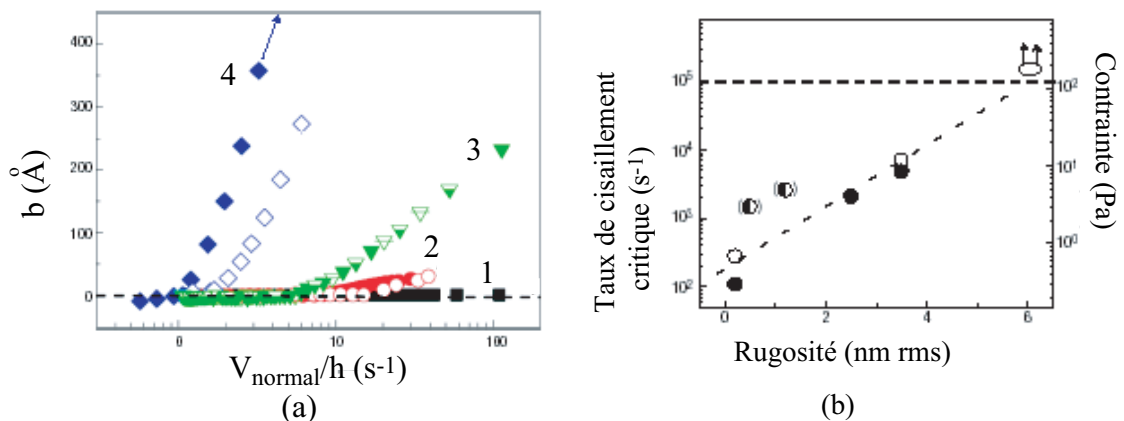 400
300
200
100
0
b (Å)
4
3
2
1
0
10
100
V_normal/h (s-1)
(a)
Taux de cisaillement
critique (s-1)
10^5
10^4
10^3
10^2
10^2
10^1
10^0
Contrainte (Pa)
0
2
4
6
Rugosité (nm rms)
(b)